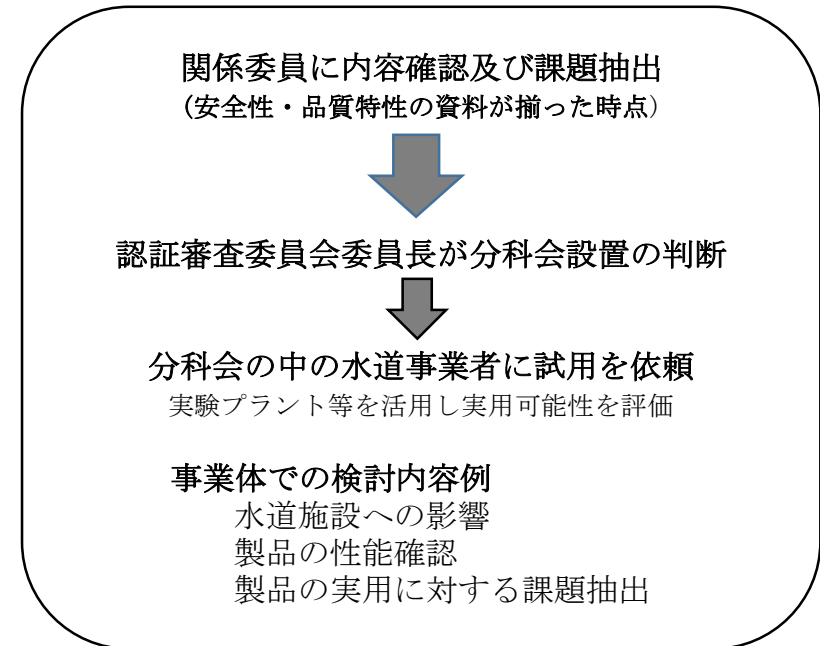 関係委員に内容確認及び課題抽出
(安全性・品質特性の資料が揃った時点)
認証審査委員会委員長が分科会設置の判断
分科会の中の水道事業者に試用を依頼
実験プラント等を活用し実用可能性を評価
事業体での検討内容例
水道施設への影響
製品の性能確認
製品の実用に対する課題抽出